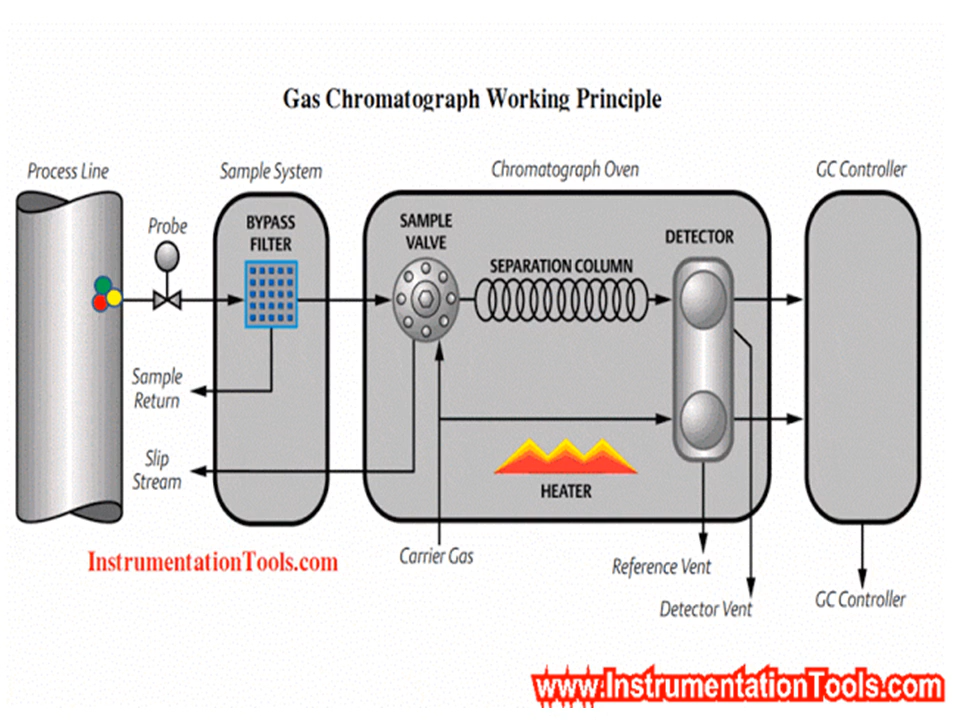 Gas Chromatograph Working Principle
Process Line
Sample System
Chromatograph Oven
GC Controller
Probe
BYPASS
FILTER
SAMPLE
VALVE
SEPARATION COLUMN
DETECTOR
Sample
Return
Slip
Stream
HEATER
InstrumentationTools.com
Carrier Gas
Reference Vent
Detector Vent
GC Controller
www.InstrumentationTools.com